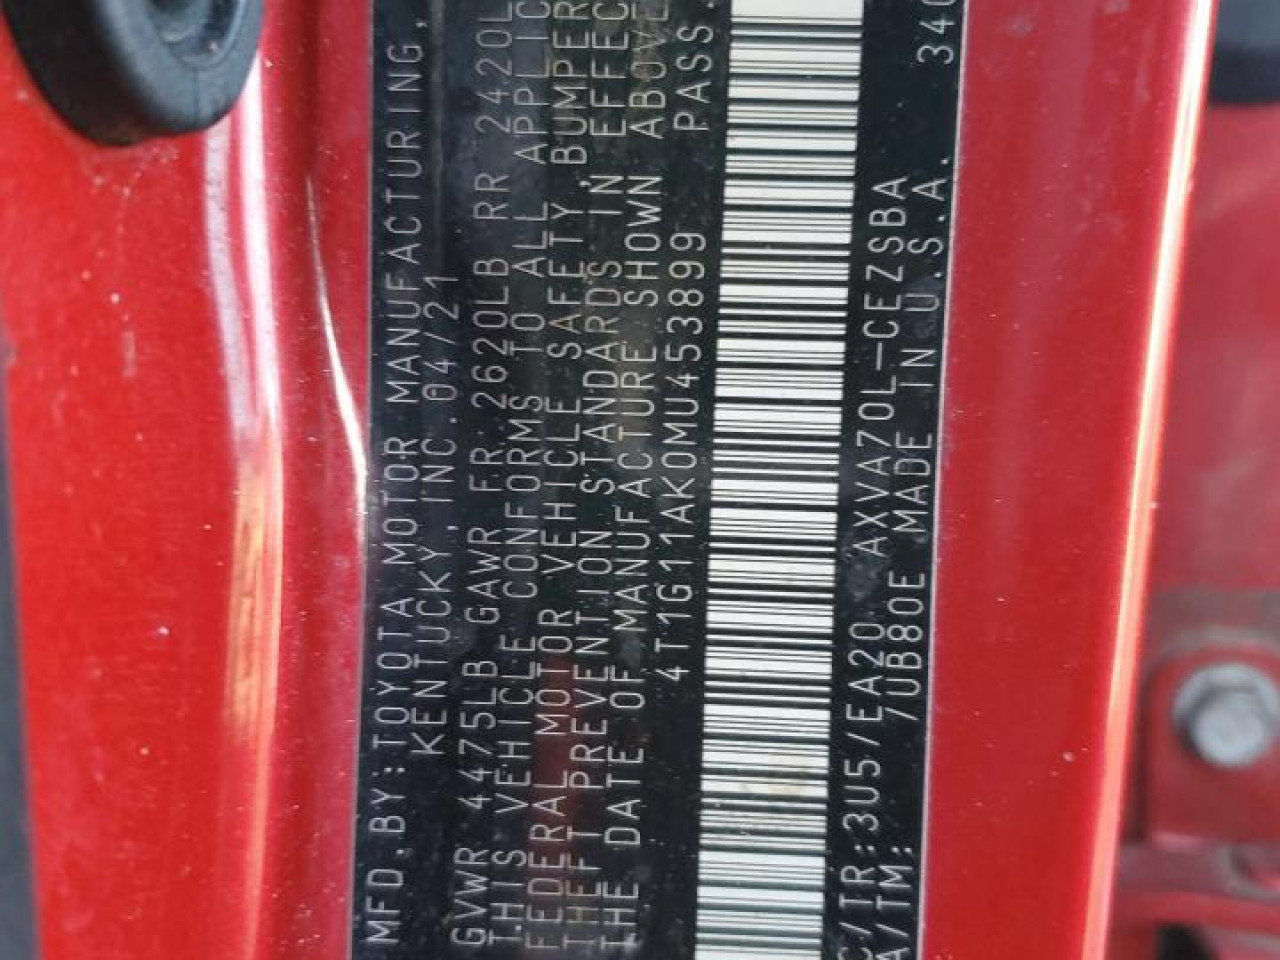 MFD.BY:TOYOTA MOTOR MANUFACTURING,
KENTUCKY, INC.04/21
GVWR 4475LB GAWR FR 2620LB RR 2420L
THIS VEHICLE CONFORMS TO ALL APPLIC
FEDERAL MOTOR VEHICLE SAFETY, BUMPER
THEFT PREVENTION STANDARDS IN EFFEC
THE DATE OF MANUFACTURE SHOWN ABOVE
4T1G11AK0MU453899 PASS.
C/TR:3U5/EA20 AXVA70L-CEZSBA
A/TM: /UB80E MADE IN U.S.A. 340